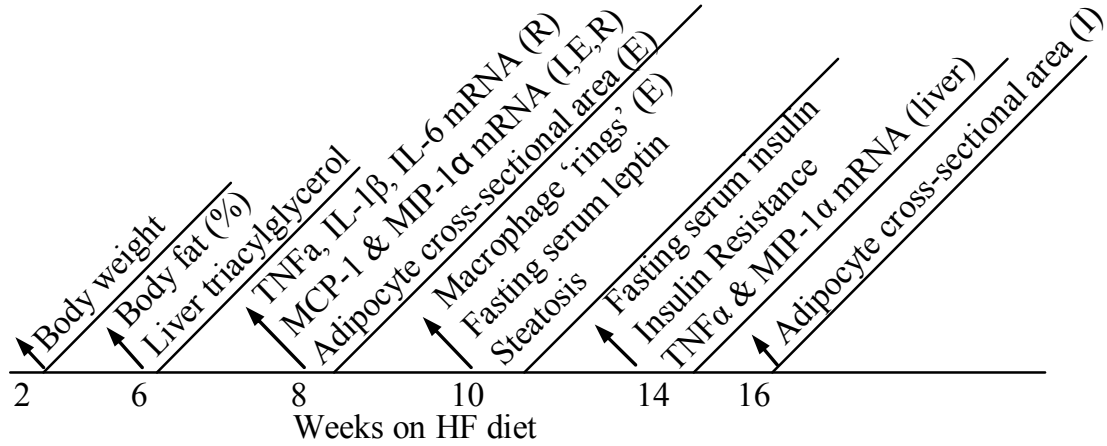 Body weight
Body fat (%)
Liver triacylglycerol
TNFa, IL-1β, IL-6 mRNA (R)
MCP-1 & MIP-1α mRNA (I,E,R)
Adipocyte cross-sectional area (E)
Macrophage ‘rings’ (E)
Fasting serum leptin
Steatosis
Fasting serum insulin
Insulin Resistance
TNFα & MIP-1α mRNA (liver)
Adipocyte cross-sectional area (I)
2 6 8 10 14 16
Weeks on HF diet